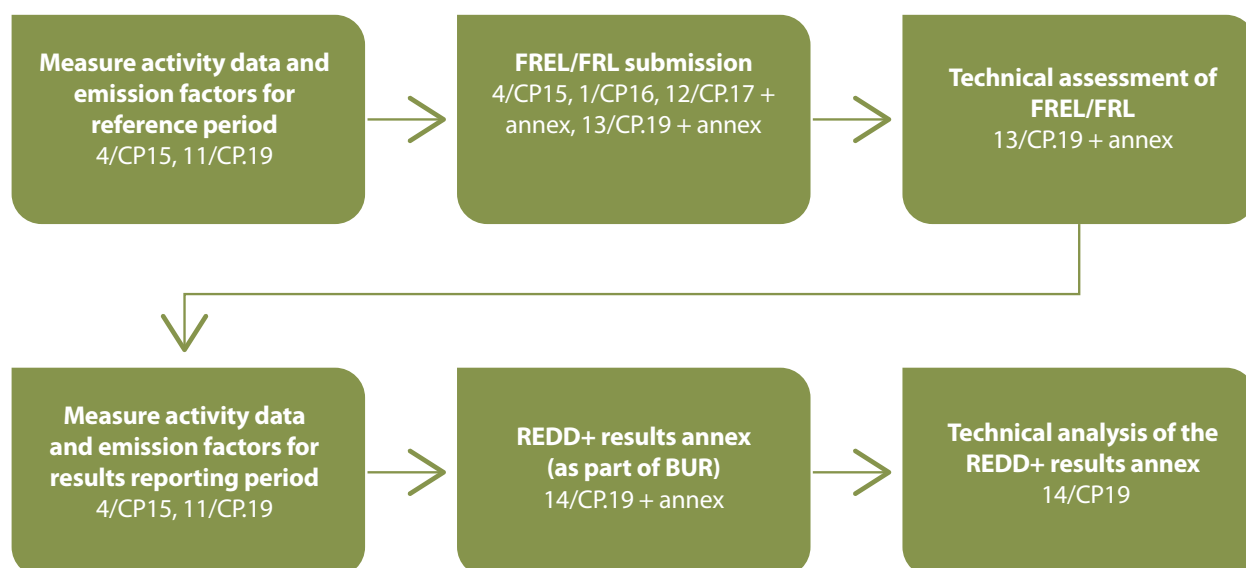 Measure activity data and
emission factors for
reference period
4/CP15, 11/CP.19
FREL/FRL submission
4/CP15, 1/CP16, 12/CP.17 +
annex, 13/CP.19 + annex
Technical assessment of
FREL/FRL
13/CP.19 + annex
Measure activity data
and emission factors for
results reporting period
4/CP15, 11/CP.19
REDD+ results annex
(as part of BUR)
14/CP.19 + annex
Technical analysis of the
REDD+ results annex
14/CP19